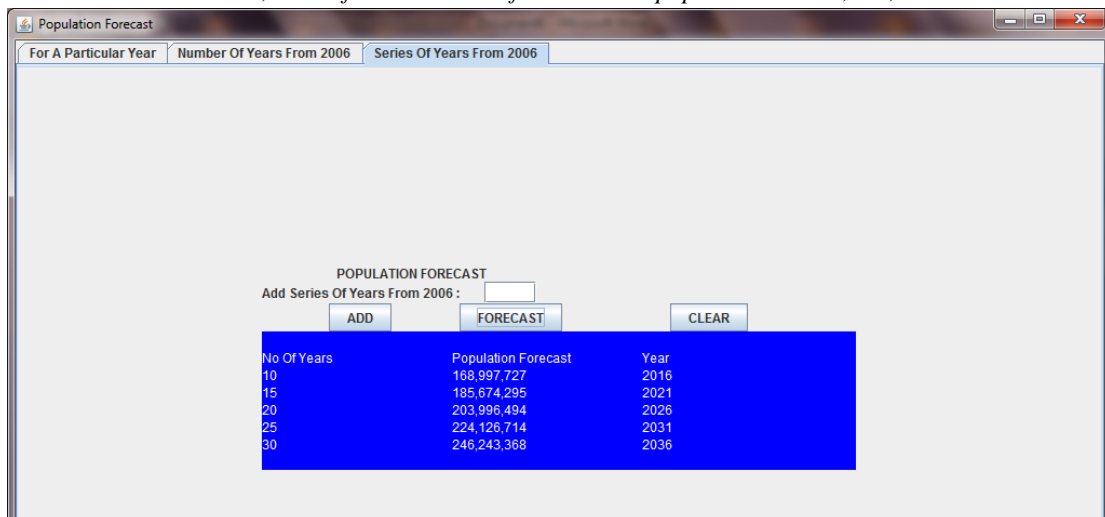 Population Forecast
For A Particular Year Number Of Years From 2006 Series Of Years From 2006
POPULATION FORECAST
Add Series Of Years From 2006 :
ADD FORECAST CLEAR
No Of Years Population Forecast Year
10 168,997,727 2016
15 185,674,295 2021
20 203,996,494 2026
25 224,126,714 2031
30 246,243,368 2036